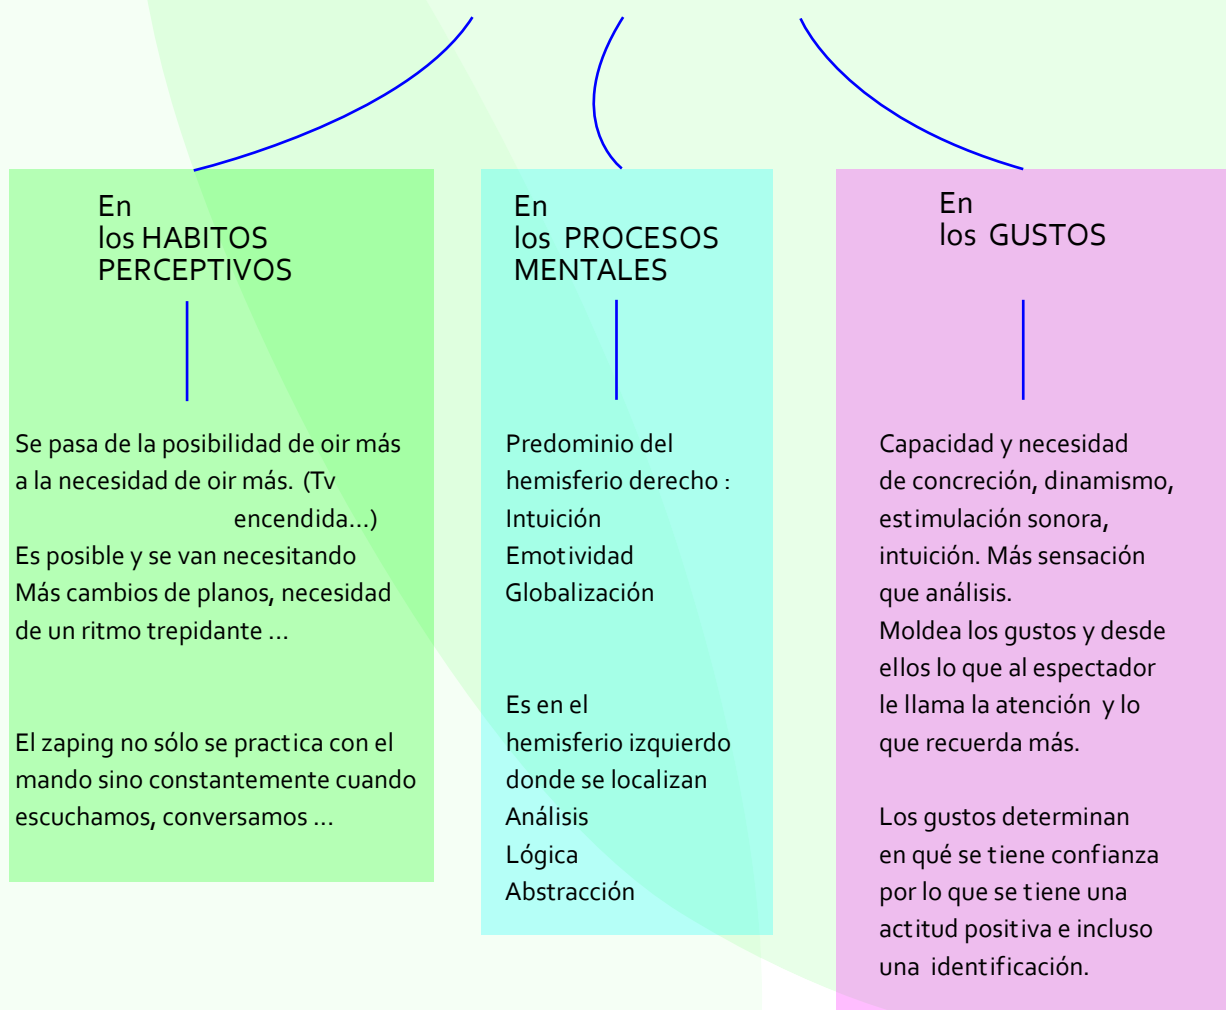 En
los HABITOS
PERCEPTIVOS
Se pasa de la posibilidad de oir más
a la necesidad de oir más. (Tv
encendida...)
Es posible y se van necesitando
Más cambios de planos, necesidad
de un ritmo trepidante ...
El zaping no sólo se practica con el
mando sino constantemente cuando
escuchamos, conversamos ...
En
los PROCESOS
MENTALES
Predominio del
hemisferio derecho :
Intuición
Emotividad
Globalización
Es en el
hemisferio izquierdo
donde se localizan
Análisis
Lógica
Abstracción
En
los GUSTOS
Capacidad y necesidad
de concreción, dinamismo,
estimulación sonora,
intuición. Más sensación
que análisis.
Moldea los gustos y desde
ellos lo que al espectador
le llama la atención y lo
que recuerda más.
Los gustos determinan
en qué se tiene confianza
por lo que se tiene una
actitud positiva e incluso
una identificación.